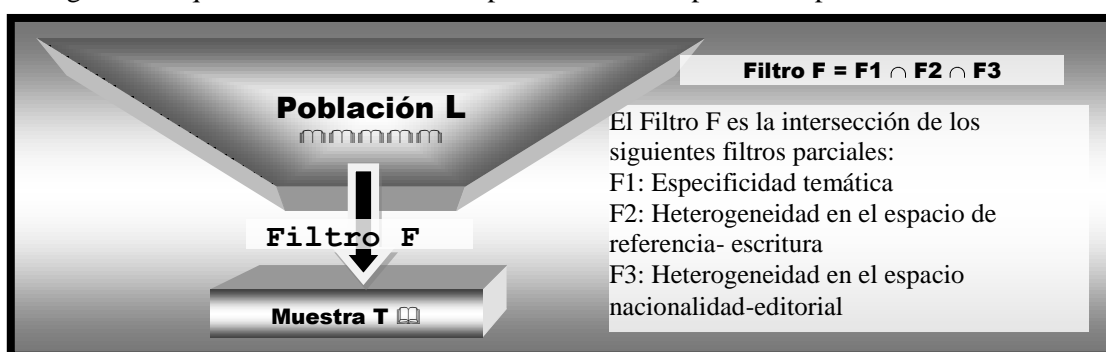 Población L
Filtro F
Muestra T
Filtro F = F1 ∩ F2 ∩ F3
El Filtro F es la intersección de los
siguientes filtros parciales:
F1: Especificidad temática
F2: Heterogeneidad en el espacio de
referencia- escritura
F3: Heterogeneidad en el espacio
nacionalidad-editorial